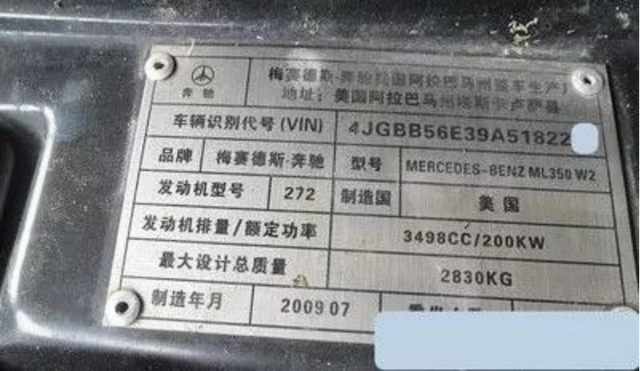 梅赛德斯-奔驰美国阿拉巴马州整车生产厂
奔驰
地址：美国阿拉巴马州塔斯卡卢萨县
车辆识别代号(VIN) 4JGBB56E39A51822
品牌 梅赛德斯-奔驰 型号 MERCEDES-BENZ ML350 W2
发动机型号 272 制造国 美国
发动机排量/额定功率 3498CC/200KW
最大设计总质量 2830KG
制造年月 2009 07